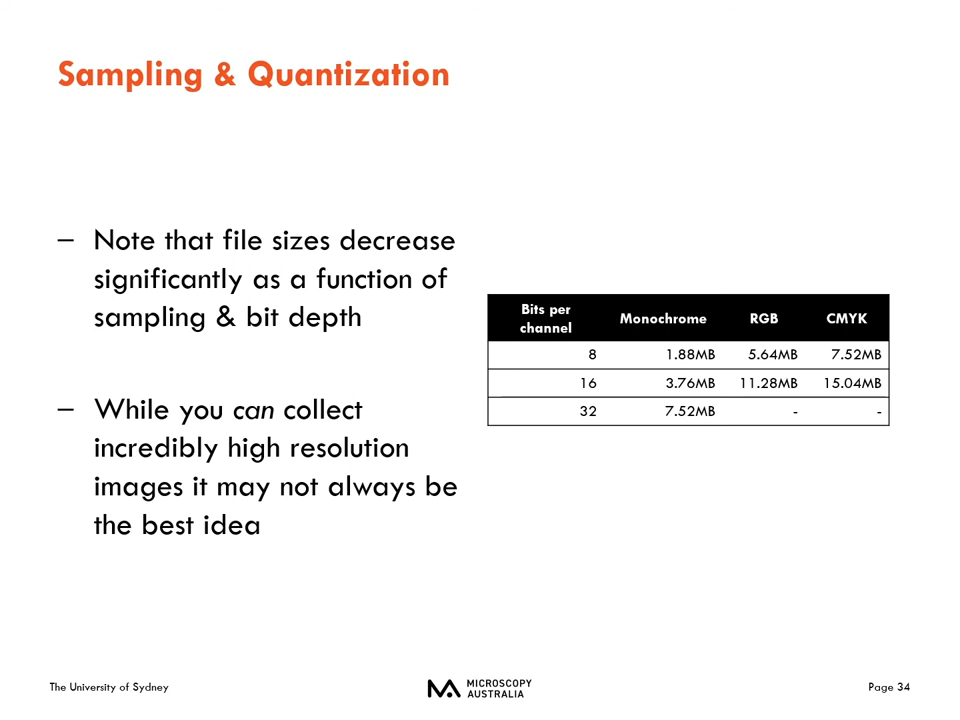 Sampling & Quantization
– Note that file sizes decrease
significantly as a function of
sampling & bit depth
– While you can collect
incredibly high resolution
images it may not always be
the best idea
Bits per
channel Monochrome RGB CMYK
8 1.88MB 5.64MB 7.52MB
16 3.76MB 11.28MB 15.04MB
32 7.52MB - -
The University of Sydney
MICROSCOPY
AUSTRALIA
Page 34